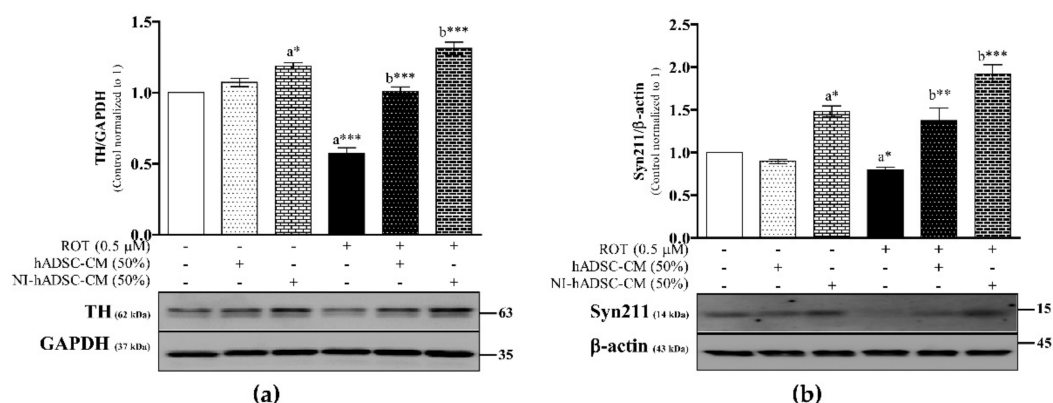 1.5
1.0
0.5
0.0
TH/GAPDH
(Control normalized to 1)
a*
a***
b***
b***
ROT (0.5 μM) - - - + + +
hADSC-CM (50%) - + - - + -
NI-hADSC-CM (50%) - - + - - +
TH (62 kDa) 63
GAPDH (37 kDa) 35
(a)
2.5
2.0
1.5
1.0
0.5
0.0
Syn211/β-actin
(Control normalized to 1)
a*
a*
b**
b***
ROT (0.5 μM) - - - + + +
hADSC-CM (50%) - + - - + -
NI-hADSC-CM (50%) - - + - - +
Syn211 (14 kDa) 15
β-actin (43 kDa) 45
(b)